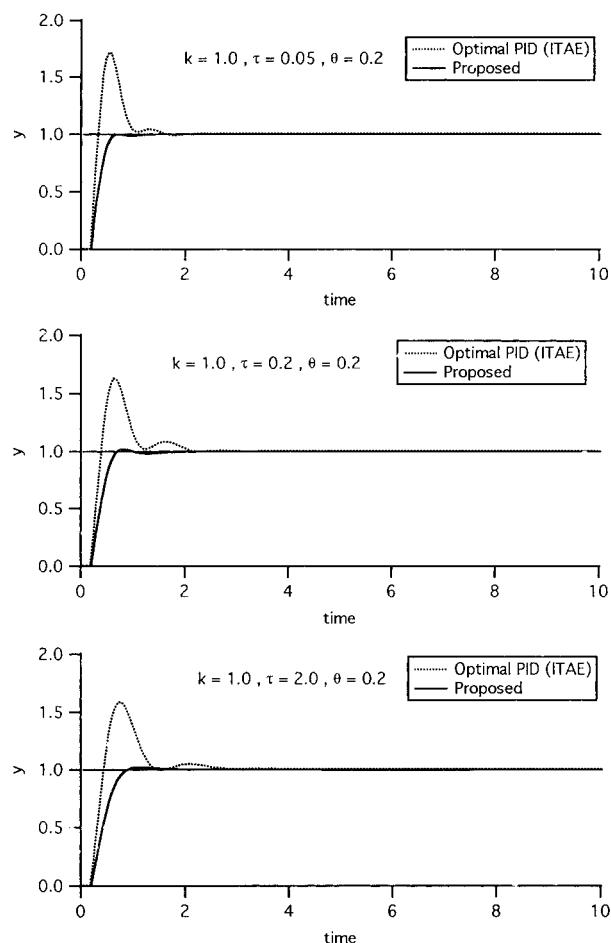 2.0
k = 1.0 , τ = 0.05 , θ = 0.2
Optimal PID (ITAE)
Proposed
1.5
y
1.0
0.5
0.0
0 2 4 6 8 10
time
2.0
k = 1.0 , τ = 0.2 , θ = 0.2
Optimal PID (ITAE)
Proposed
1.5
y
1.0
0.5
0.0
0 2 4 6 8 10
time
2.0
k = 1.0 , τ = 2.0 , θ = 0.2
Optimal PID (ITAE)
Proposed
1.5
y
1.0
0.5
0.0
0 2 4 6 8 10
time